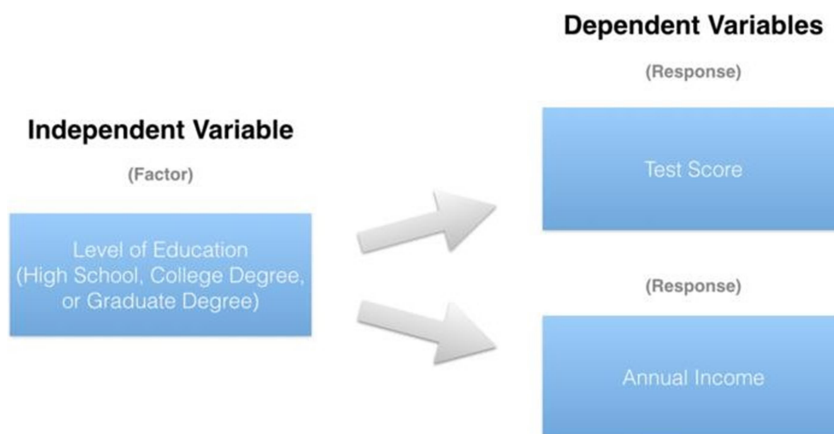 Independent Variable
(Factor)
Level of Education
(High School, College Degree,
or Graduate Degree)
Dependent Variables
(Response)
Test Score
(Response)
Annual Income